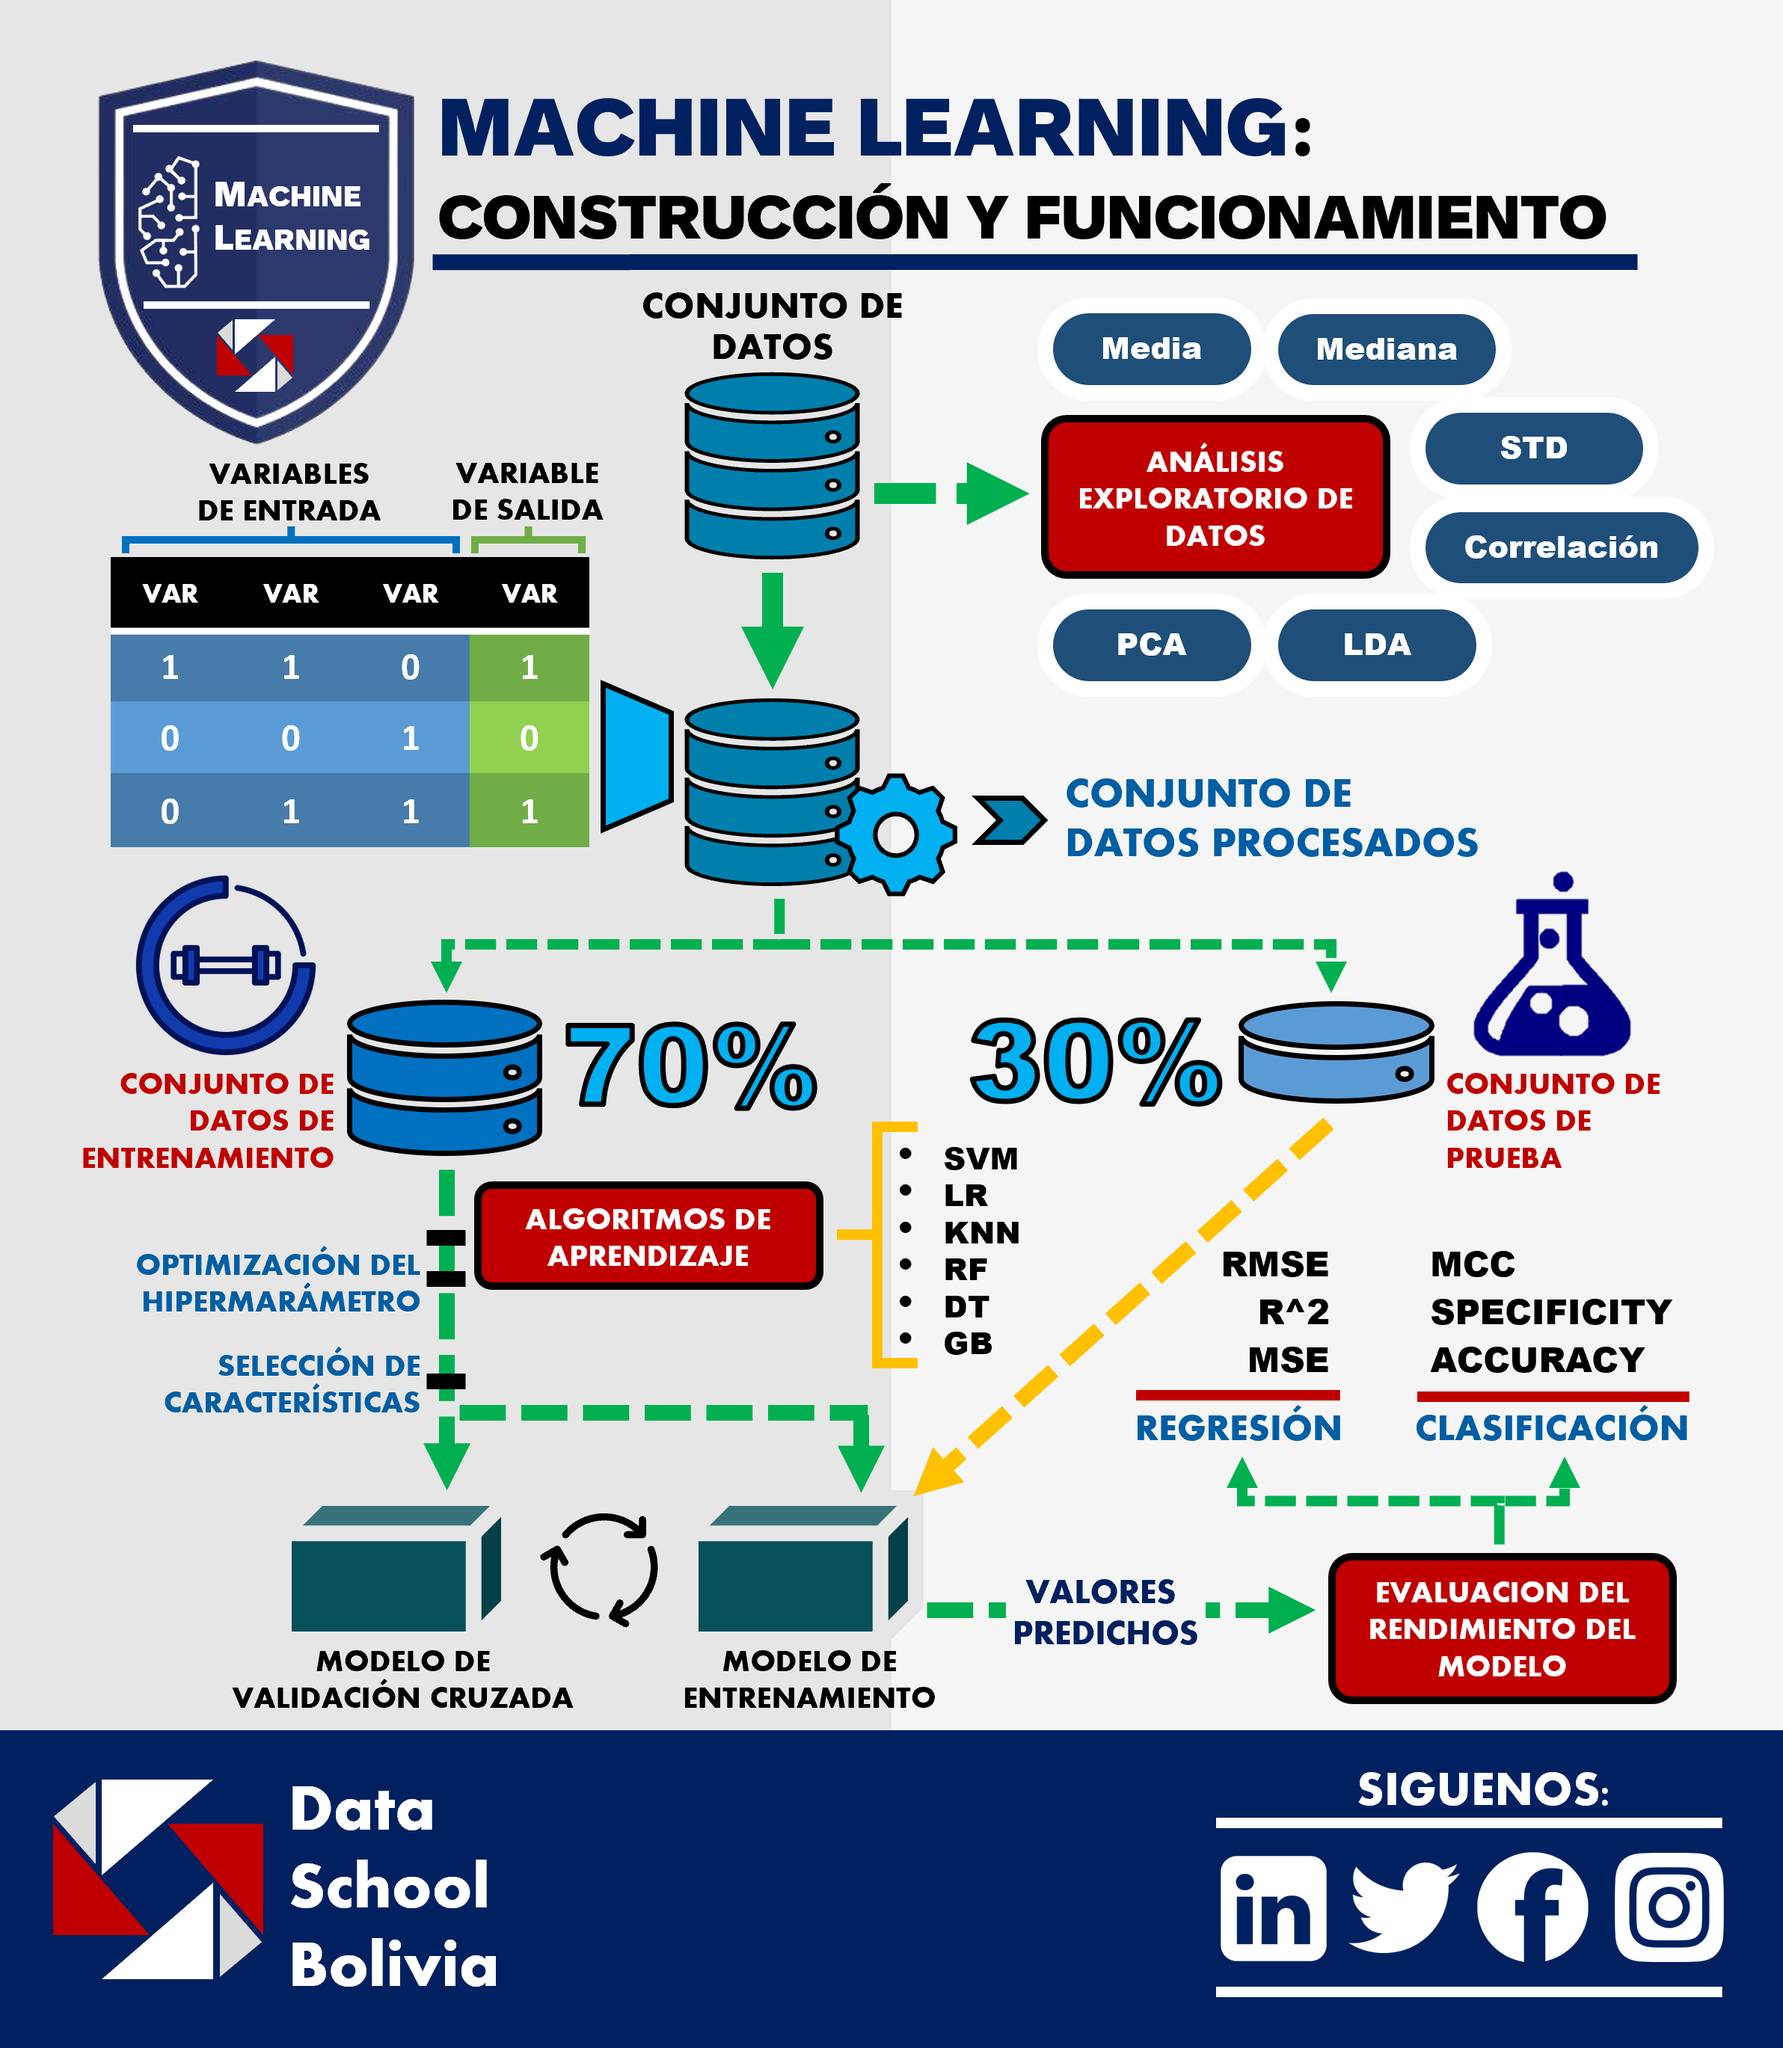 MACHINE LEARNING
MACHINE LEARNING:
CONSTRUCCIÓN Y FUNCIONAMIENTO
CONJUNTO DE
DATOS
Media
Mediana
STD
Correlación
PCA
LDA
ANÁLISIS
EXPLORATORIO DE
DATOS
VARIABLES
DE ENTRADA
VARIABLE
DE SALIDA
VAR VAR VAR VAR
1 1 0 1
0 0 1 0
0 1 1 1
CONJUNTO DE
DATOS PROCESADOS
CONJUNTO DE
DATOS DE
ENTRENAMIENTO
70%
30%
CONJUNTO DE
DATOS DE
PRUEBA
ALGORITMOS DE
APRENDIZAJE
• SVM
• LR
• KNN
• RF
• DT
• GB
OPTIMIZACIÓN DEL
HIPERMARÁMETRO
SELECCIÓN DE
CARACTERÍSTICAS
RMSE
R^2
MSE
REGRESIÓN
MCC
SPECIFICITY
ACCURACY
CLASIFICACIÓN
MODELO DE
VALIDACIÓN CRUZADA
MODELO DE
ENTRENAMIENTO
VALORES
PREDICHOS
EVALUACION DEL
RENDIMIENTO DEL
MODELO
Data
School
Bolivia
SIGUENOS:
in